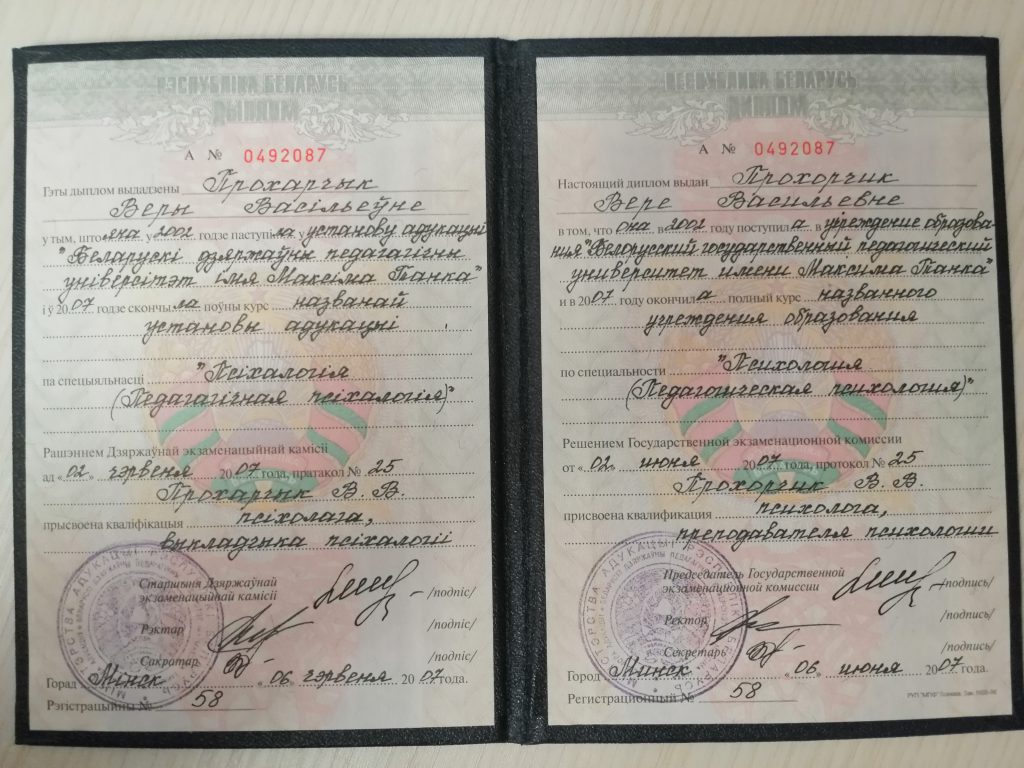 РЭСПУБЛІКА БЕЛАРУСЬ
ДЫПЛОМ
А № 0492087
Гэты дыплом выдадзены Прохарчык
Веры Васільеўне
у тым, што яна у 2002 годзе паступіла ла установу адукацыі
"Беларускі дзяржаўны педагагічны
універсітэт імя Максіма Танка"
і ў 2007 годзе скончыла поўны курс названай
установы адукацыі
па спецыяльнасці "Псіхалогія
(Педагагічная псіхалогія)"
Рашэннем Дзяржаўнай экзаменацыйнай камісіі
ад «02» чэрвеня 2007 года, пратакол № 25
Прохарчык В. В.
прысвоена кваліфікацыя псіхолага,
выкладчыка псіхалогіі
Старшыня Дзяржаўнай
экзаменацыйнай камісіі /подпіс/
Рэктар /подпіс/
Сакратар /подпіс/
Горад Мінск «06» чэрвеня 2007 года.
Рэгістрацыйны № 58
РЕСПУБЛИКА БЕЛАРУСЬ
ДИПЛОМ
А № 0492087
Настоящий диплом выдан Прохорчик
Вере Васильевне
в том, что она в 2002 году поступила в учреждение образова
ния "Белорусский государственный педагогический
университет имени Максима Танка"
и в 2007 году окончила полный курс названного
учреждения образования
по специальности "Психология
(Педагогическая психология)"
Решением Государственной экзаменационной комиссии
от «02» июня 2007 года, протокол № 25
Прохорчик В. В.
присвоена квалификация психолога,
преподавателя психологии
Председатель Государственной
экзаменационной комиссии /подпись/
Ректор /подпись/
Секретарь /подпись/
Город Минск «06» июня 2007 года.
Регистрационный № 58